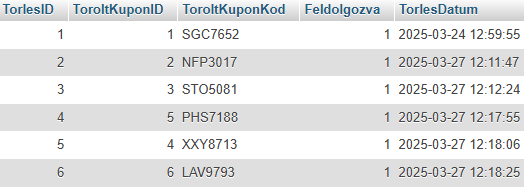 TorlesID ToroltKuponID ToroltKuponKod Feldolgozva TorlesDatum
1 1 SGC7652 1 2025-03-24 12:59:55
2 2 NFP3017 1 2025-03-27 12:11:47
3 3 STO5081 1 2025-03-27 12:12:24
4 5 PHS7188 1 2025-03-27 12:17:55
5 4 XXY8713 1 2025-03-27 12:18:06
6 6 LAV9793 1 2025-03-27 12:18:25